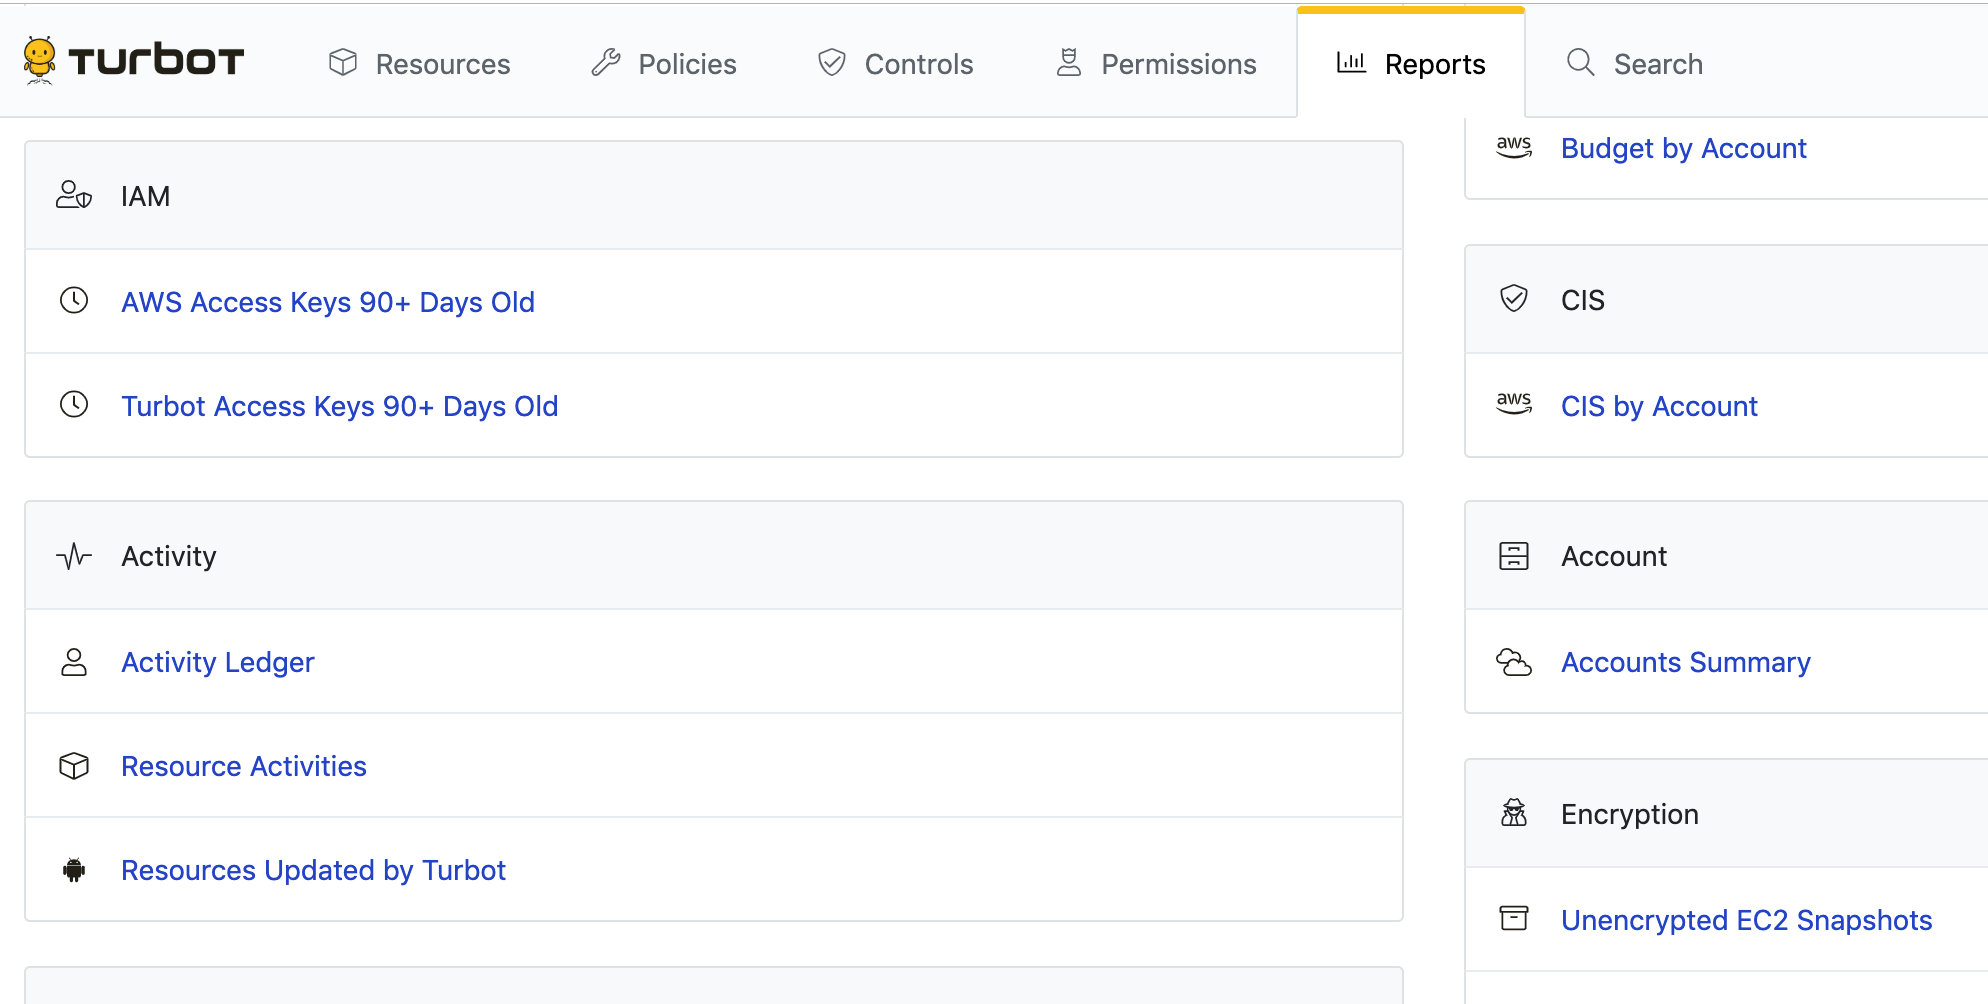 TURBOT
Resources
Policies
Controls
Permissions
Reports
Search
IAM
AWS Access Keys 90+ Days Old
Turbot Access Keys 90+ Days Old
Activity
Activity Ledger
Resource Activities
Resources Updated by Turbot
aws Budget by Account
CIS
aws CIS by Account
Account
Accounts Summary
Encryption
Unencrypted EC2 Snapshots